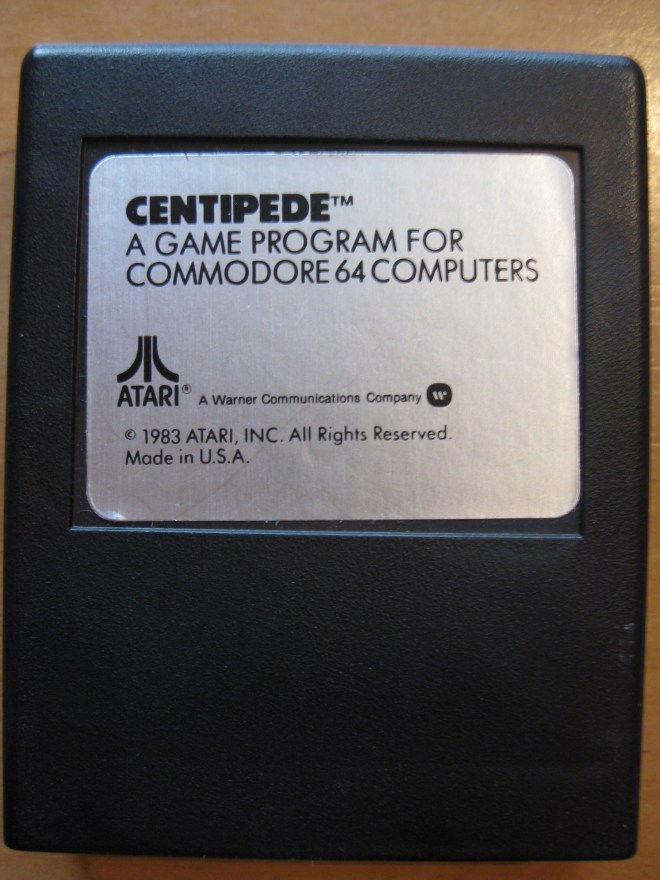 CENTIPEDE™
A GAME PROGRAM FOR
COMMODORE 64 COMPUTERS
ATARI® A Warner Communications Company
© 1983 ATARI, INC. All Rights Reserved.
Made in U.S.A.